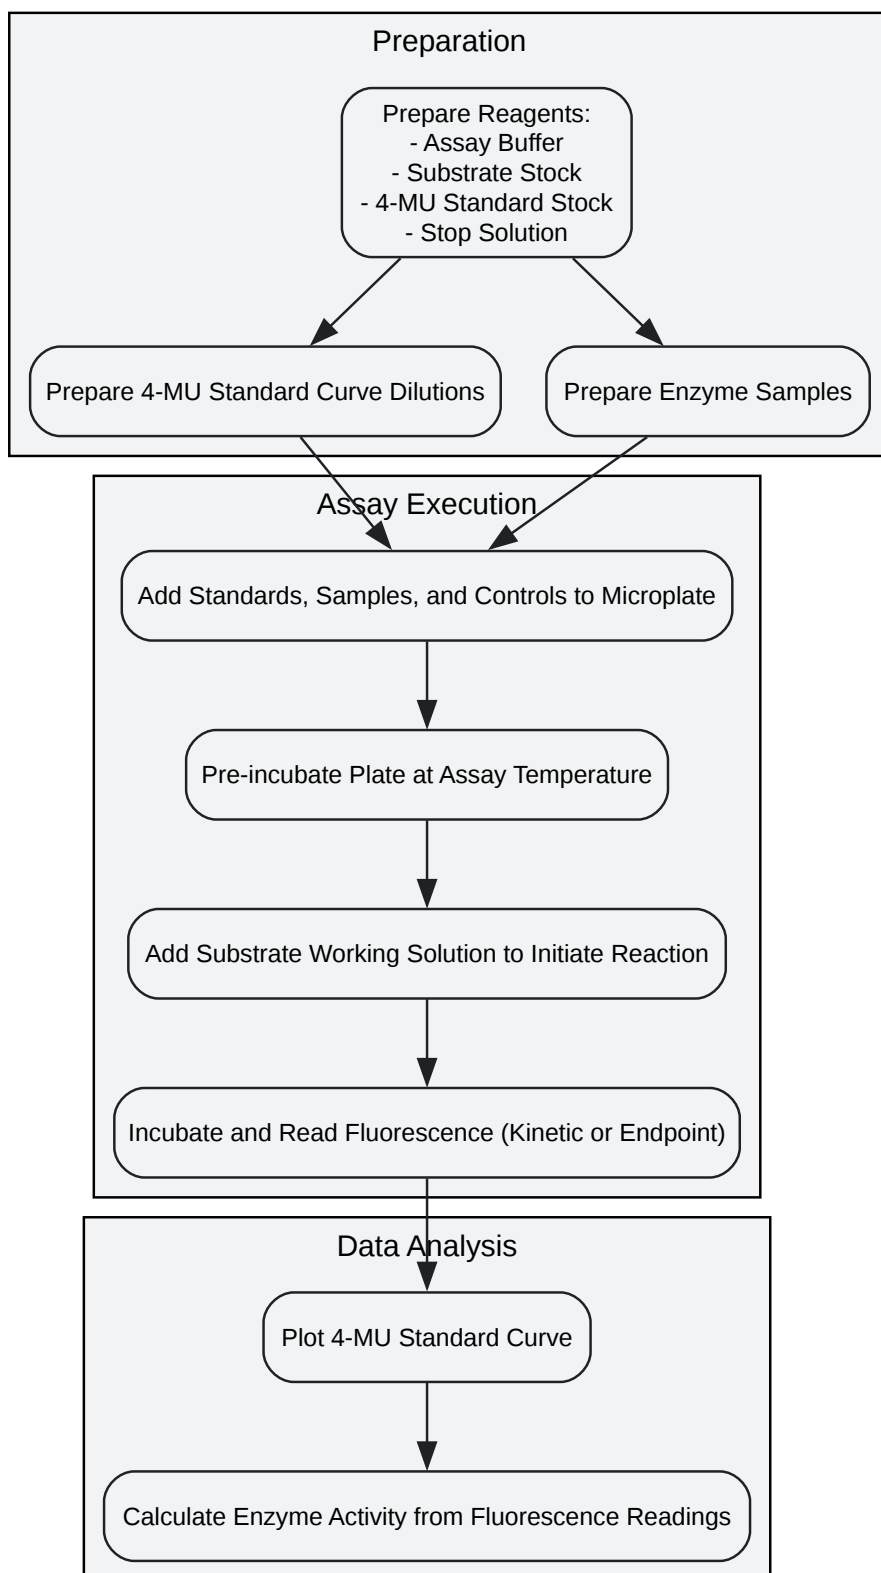 Preparation
Prepare Reagents:
- Assay Buffer
- Substrate Stock
- 4-MU Standard Stock
- Stop Solution
Prepare 4-MU Standard Curve Dilutions
Prepare Enzyme Samples
Assay Execution
Add Standards, Samples, and Controls to Microplate
Pre-incubate Plate at Assay Temperature
Add Substrate Working Solution to Initiate Reaction
Incubate and Read Fluorescence (Kinetic or Endpoint)
Data Analysis
Plot 4-MU Standard Curve
Calculate Enzyme Activity from Fluorescence Readings